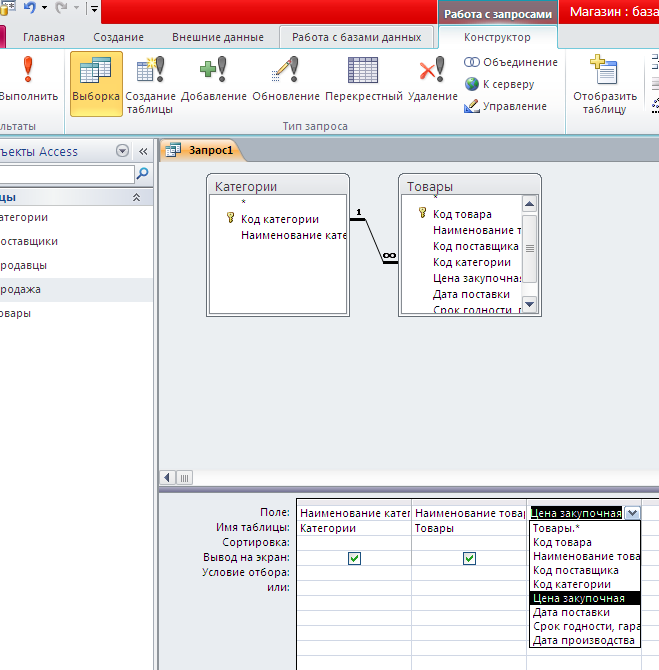 Работа с запросами
Магазин : база
Главная
Создание
Внешние данные
Работа с базами данных
Конструктор
Выполнить
Выборка
Создание таблицы
Добавление
Обновление
Перекрестный
Удаление
Объединение
К серверу
Управление
Отобразить таблицу
льтаты
Тип запроса
ъекты Access
«
Запрос1
цы
атегории
оставщики
родавцы
родажа
овары
Категории
*
Код категории
Наименование кате
1
∞
Товары
*
Код товара
Наименование т
Код поставщика
Код категории
Цена закупочная
Дата поставки
Срок годности, г
Поле:
Наименование катег
Наименование това
Цена закупочная
Имя таблицы:
Категории
Товары
Сортировка:
Вывод на экран:
Условие отбора:
или:
Товары.*
Код товара
Наименование това
Код поставщика
Код категории
Цена закупочная
Дата поставки
Срок годности, гара
Дата производства